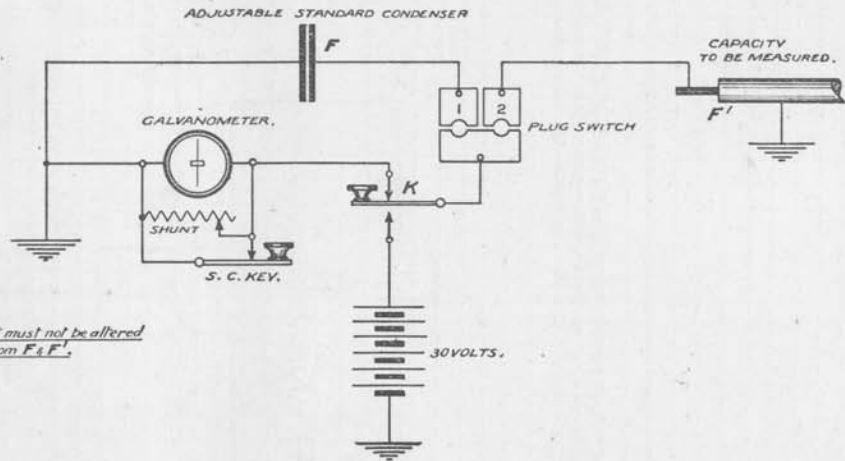 ADJUSTABLE STANDARD CONDENSER
F
CAPACITY
TO BE MEASURED.
1
2
F'
GALVANOMETER.
PLUG SWITCH
K
SHUNT
S. C. KEY.
must not be altered
F & F'.
30 VOLTS.